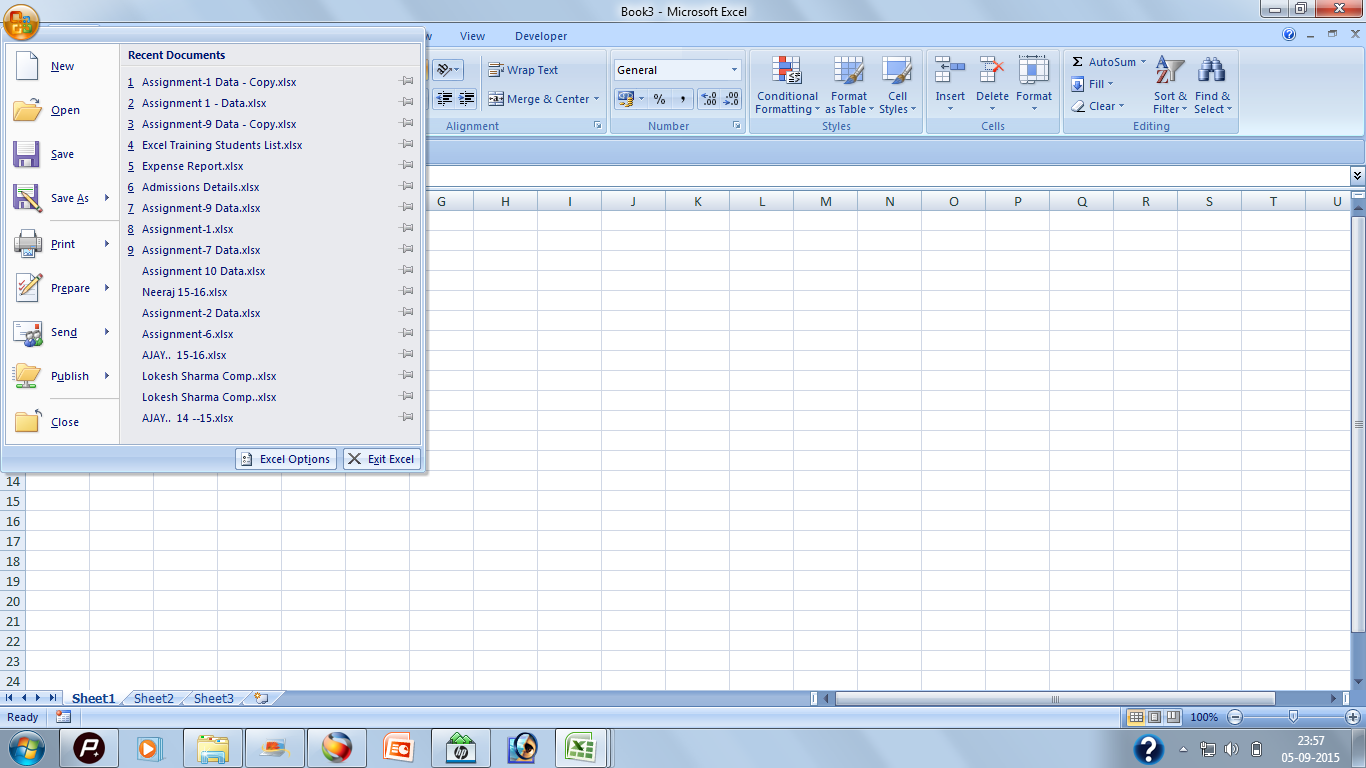 Book3 - Microsoft Excel
View Developer
New
Open
Save
Save As
Print
Prepare
Send
Publish
Close
Recent Documents
1 Assignment-1 Data - Copy.xlsx
2 Assignment 1 - Data.xlsx
3 Assignment-9 Data - Copy.xlsx
4 Excel Training Students List.xlsx
5 Expense Report.xlsx
6 Admissions Details.xlsx
7 Assignment-9 Data.xlsx
8 Assignment-1.xlsx
9 Assignment-7 Data.xlsx
Assignment 10 Data.xlsx
Neeraj 15-16.xlsx
Assignment-2 Data.xlsx
Assignment-6.xlsx
AJAY.. 15-16.xlsx
Lokesh Sharma Comp..xlsx
Lokesh Sharma Comp..xlsx
AJAY.. 14 --15.xlsx
Excel Options Exit Excel
Wrap Text
Merge & Center
Alignment
General
% ,
Number
Conditional Formatting
Format as Table
Cell Styles
Styles
Insert Delete Format
Cells
Σ AutoSum
Fill
Clear
Sort & Filter
Find & Select
Editing
G H I J K L M N O P Q R S T U
14
15
16
17
18
19
20
21
22
23
24
Sheet1 Sheet2 Sheet3
Ready
100%
23:57
05-09-2015